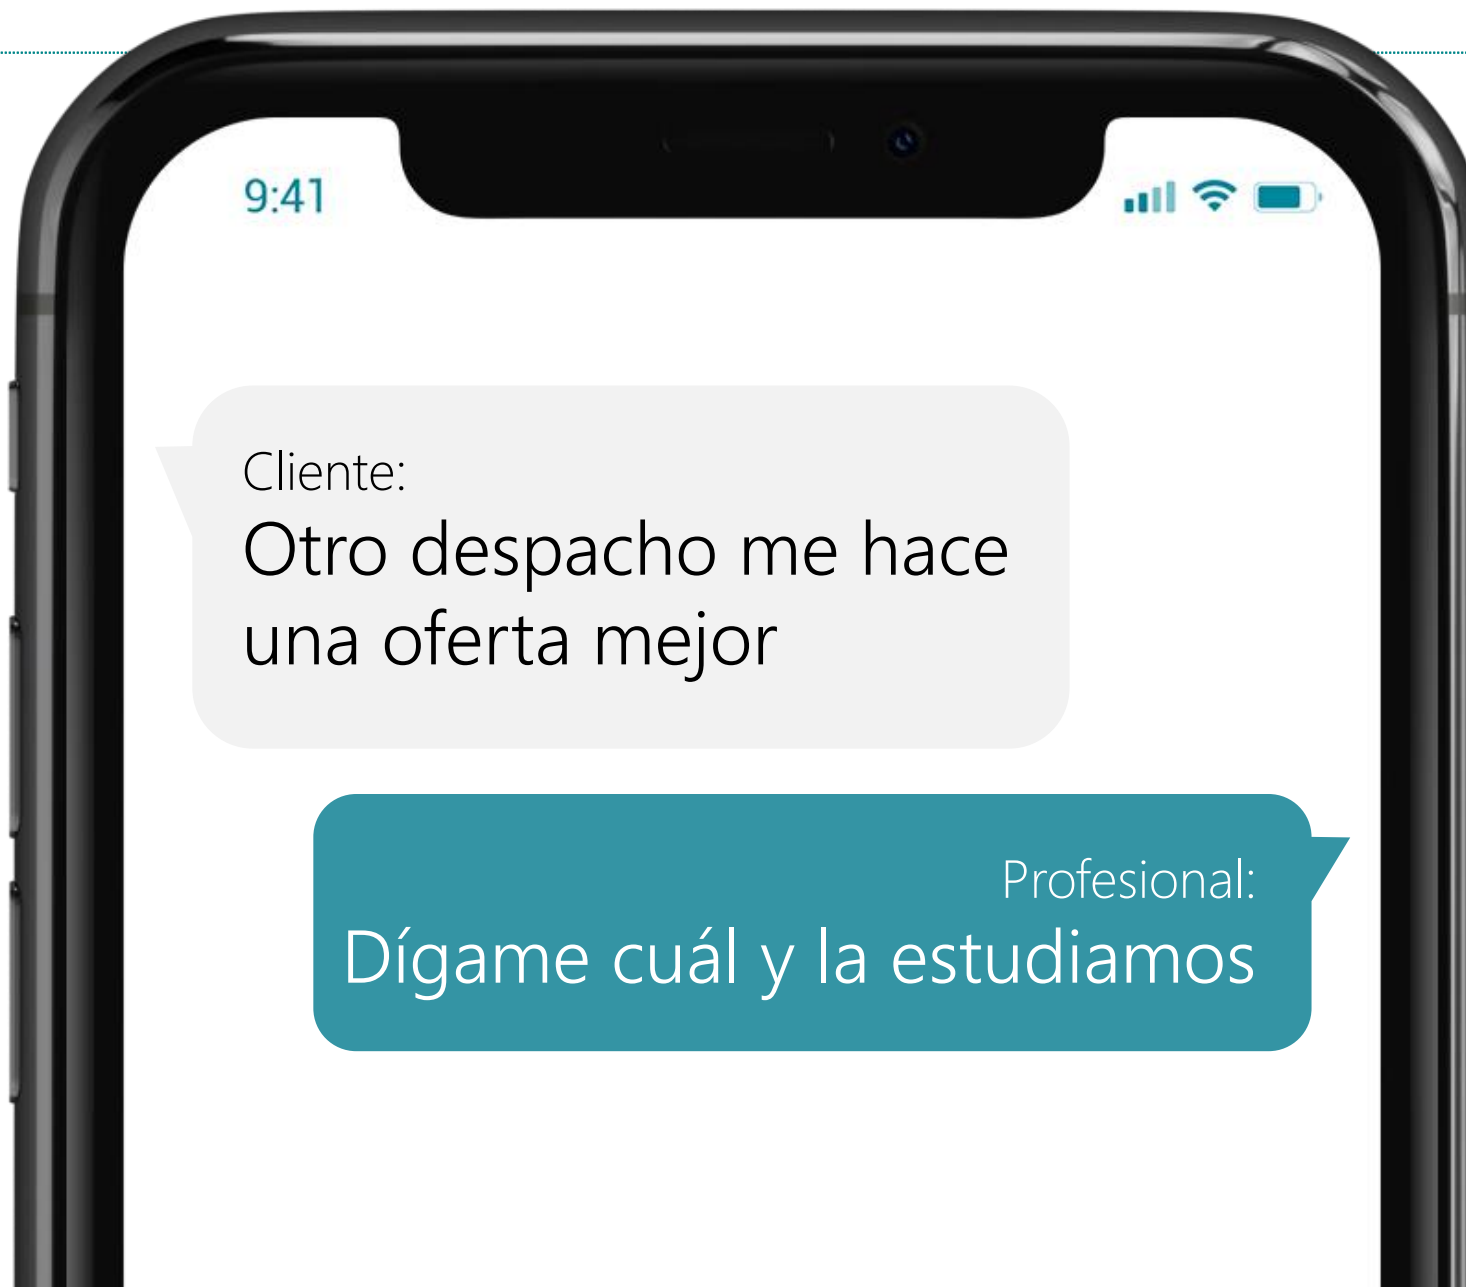 9:41
Cliente:
Otro despacho me hace
una oferta mejor
Profesional:
Dígame cuál y la estudiamos